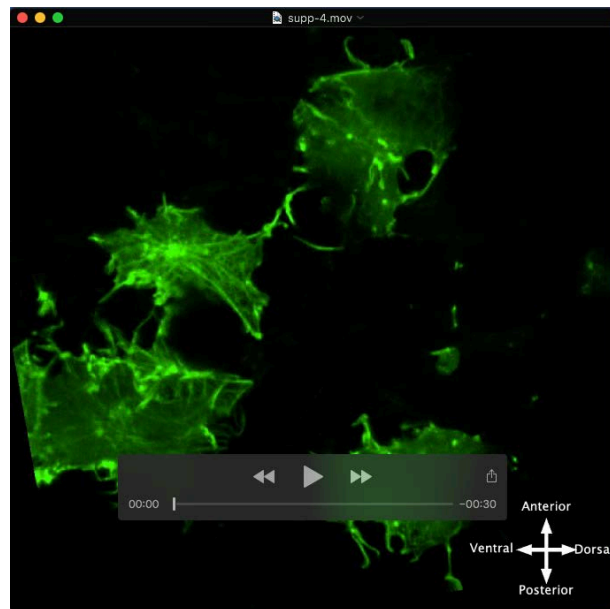 supp-4.mov
00:00
-00:30
Anterior
Ventral
Dorsa
Posterior